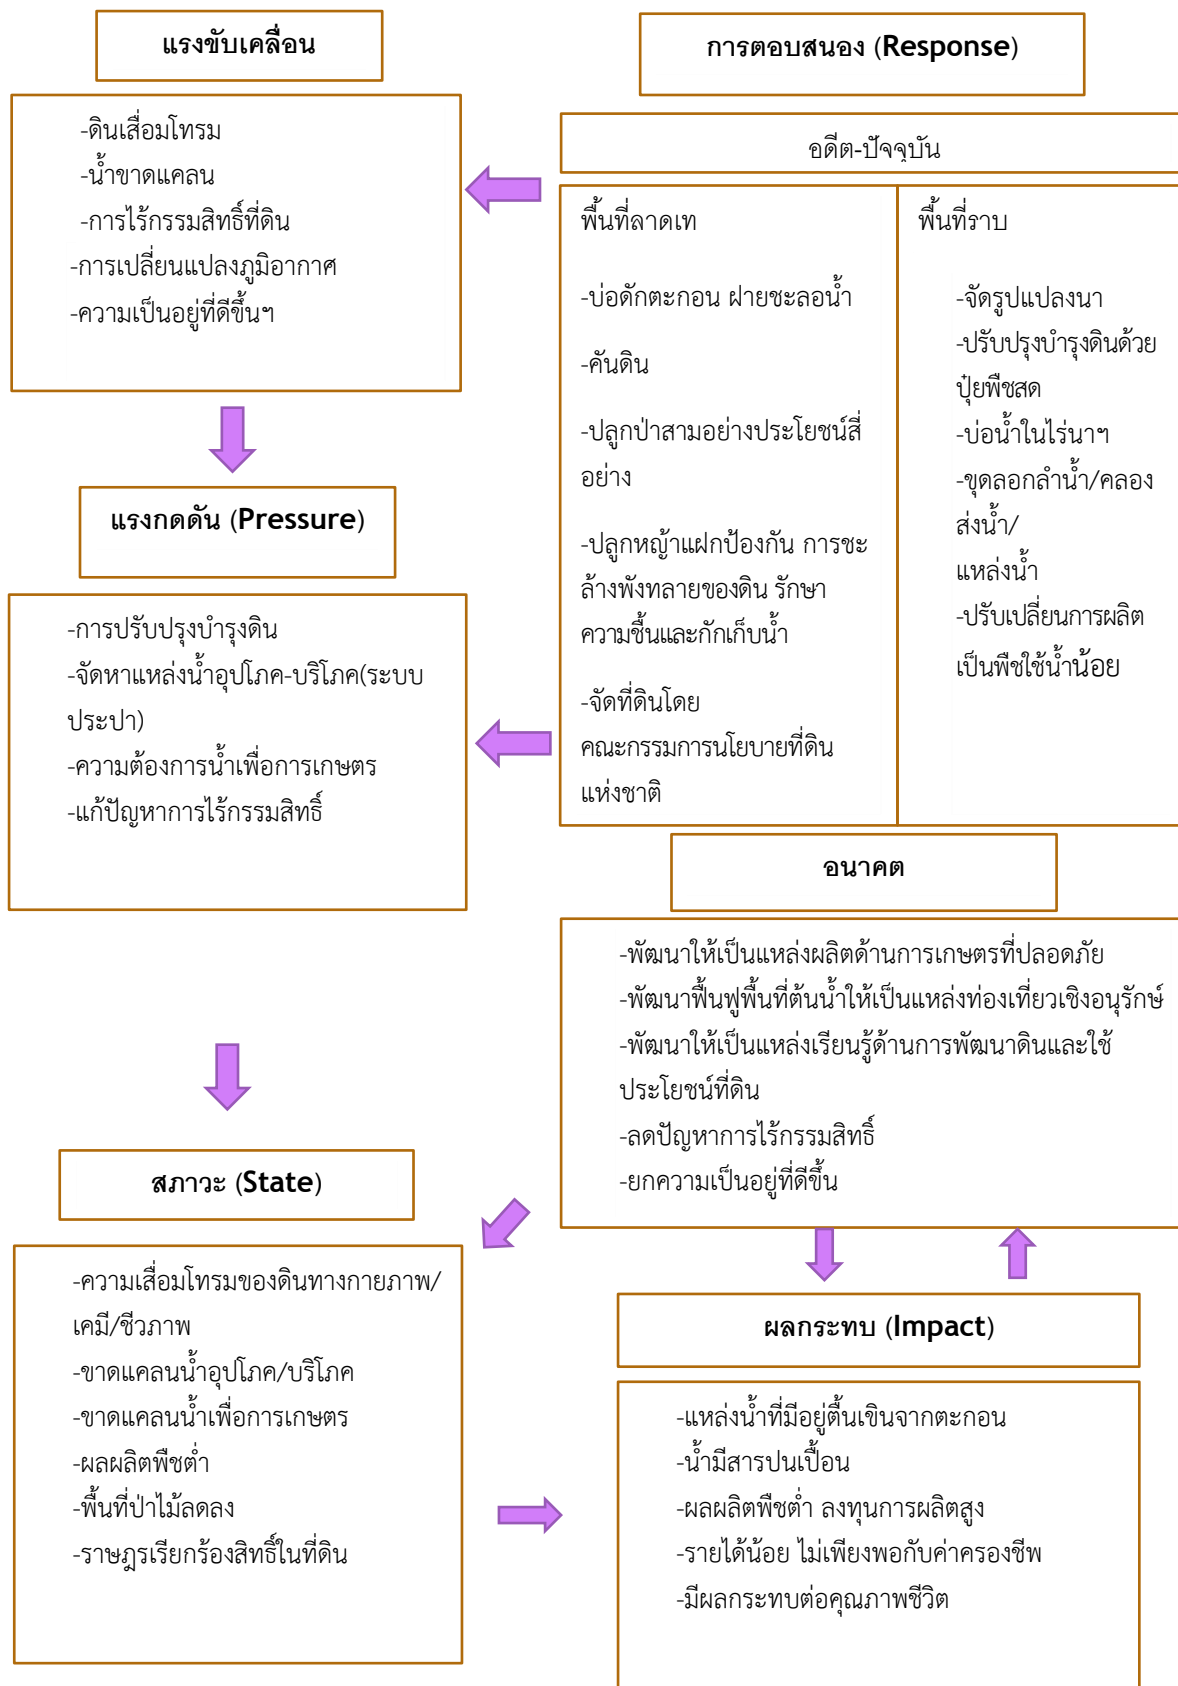 แรงขับเคลื่อน
-ดินเสื่อมโทรม
-น้ำขาดแคลน
-การไร้กรรมสิทธิ์ที่ดิน
-การเปลี่ยนแปลงภูมิอากาศ
-ความเป็นอยู่ที่ดีขึ้นฯ
แรงกดดัน (Pressure)
-การปรับปรุงบำรุงดิน
-จัดหาแหล่งน้ำอุปโภค-บริโภค(ระบบ
ประปา)
-ความต้องการน้ำเพื่อการเกษตร
-แก้ปัญหาการไร้กรรมสิทธิ์
สภาวะ (State)
-ความเสื่อมโทรมของดินทางกายภาพ/
เคมี/ชีวภาพ
-ขาดแคลนน้ำอุปโภค/บริโภค
-ขาดแคลนน้ำเพื่อการเกษตร
-ผลผลิตพืชต่ำ
-พื้นที่ป่าไม้ลดลง
-ราษฎรเรียกร้องสิทธิ์ในที่ดิน
การตอบสนอง (Response)
อดีต-ปัจจุบัน
พื้นที่ลาดเท
-บ่อดักตะกอน ฝายชะลอน้ำ
-คันดิน
-ปลูกป่าสามอย่างประโยชน์สี่
อย่าง
-ปลูกหญ้าแฝกป้องกัน การชะ
ล้างพังทลายของดิน รักษา
ความชื้นและกักเก็บน้ำ
-จัดที่ดินโดย
คณะกรรมการนโยบายที่ดิน
แห่งชาติ
พื้นที่ราบ
-จัดรูปแปลงนา
-ปรับปรุงบำรุงดินด้วย
ปุ๋ยพืชสด
-บ่อน้ำในไร่นาฯ
-ขุดลอกลำน้ำ/คลอง
ส่งน้ำ/
แหล่งน้ำ
-ปรับเปลี่ยนการผลิต
เป็นพืชใช้น้ำน้อย
อนาคต
-พัฒนาให้เป็นแหล่งผลิตด้านการเกษตรที่ปลอดภัย
-พัฒนาฟื้นฟูพื้นที่ต้นน้ำให้เป็นแหล่งท่องเที่ยวเชิงอนุรักษ์
-พัฒนาให้เป็นแหล่งเรียนรู้ด้านการพัฒนาดินและใช้
ประโยชน์ที่ดิน
-ลดปัญหาการไร้กรรมสิทธิ์
-ยกความเป็นอยู่ที่ดีขึ้น
ผลกระทบ (Impact)
-แหล่งน้ำที่มีอยู่ตื้นเขินจากตะกอน
-น้ำมีสารปนเปื้อน
-ผลผลิตพืชต่ำ ลงทุนการผลิตสูง
-รายได้น้อย ไม่เพียงพอกับค่าครองชีพ
-มีผลกระทบต่อคุณภาพชีวิต